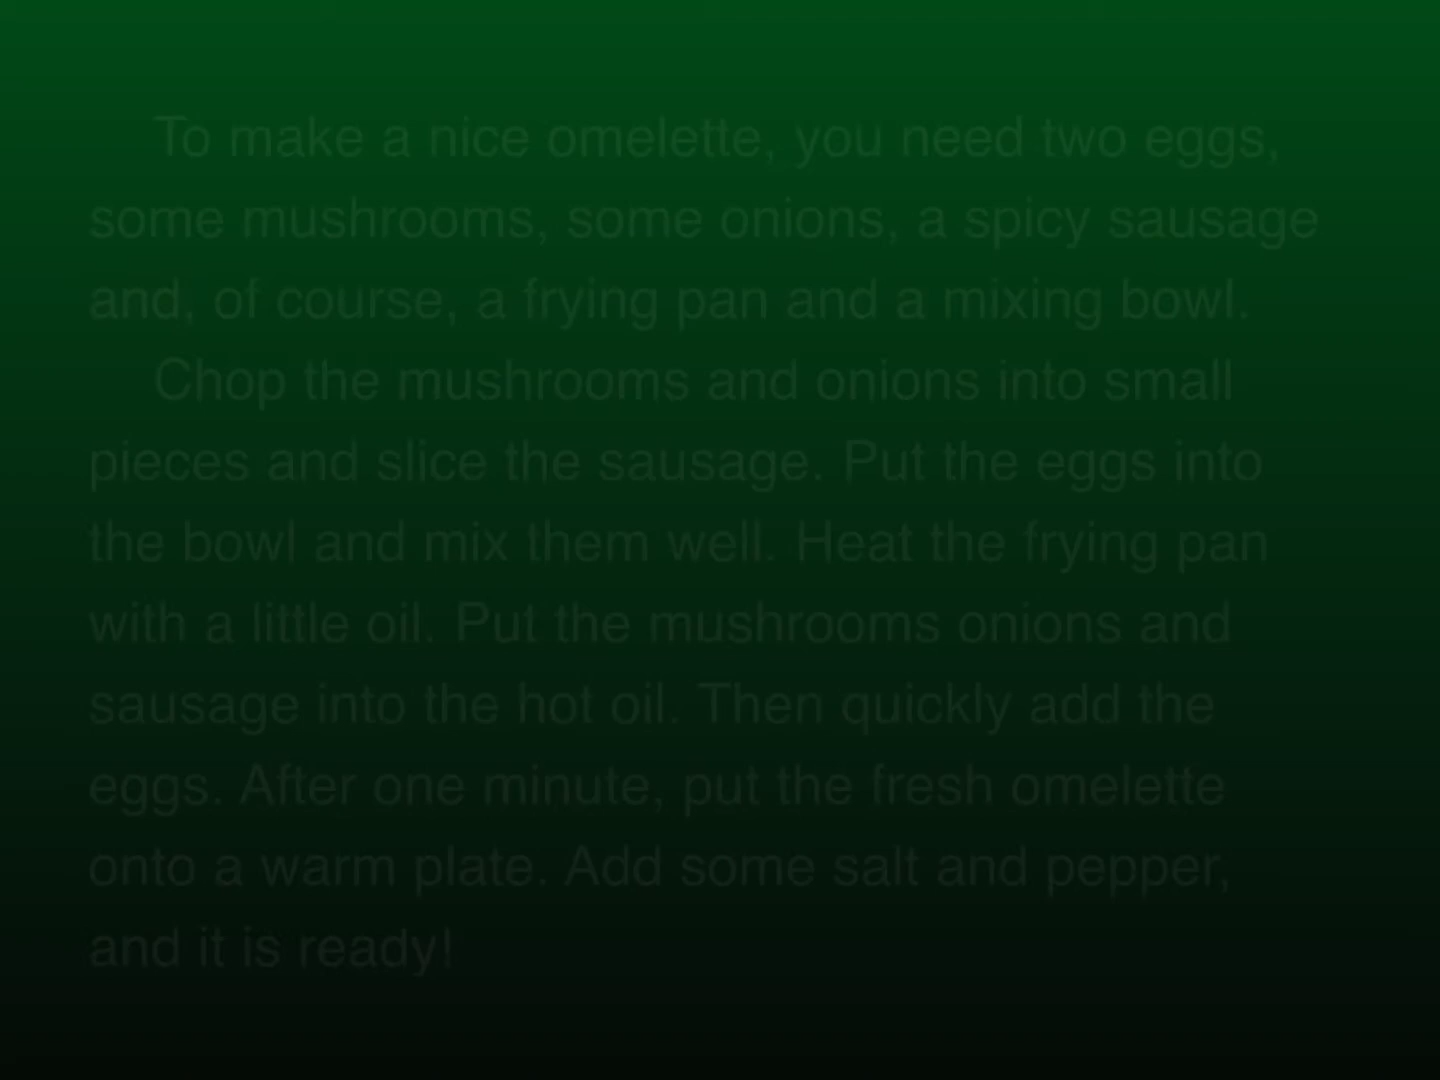 To make a nice omelette, you need two eggs,
some mushrooms, some onions, a spicy sausage
and, of course, a frying pan and a mixing bowl.
Chop the mushrooms and onions into small
pieces and slice the sausage. Put the eggs into
the bowl and mix them well. Heat the frying pan
with a little oil. Put the mushrooms onions and
sausage into the hot oil. Then quickly add the
eggs. After one minute, put the fresh omelette
onto a warm plate. Add some salt and pepper,
and it is ready!